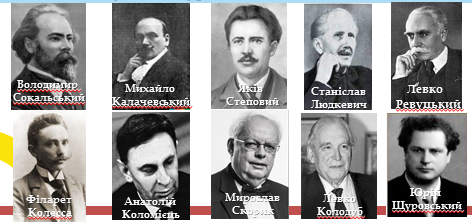 Володимир
Сокальський
Михайло
Калачевський
Яків
Степовий
Станіслав
Людкевич
Левко
Ревуцький
Філарет
Колесса
Анатолій
Коломієць
Мирослав
Скорик
Левко
Колодуб
Юрій
Щуровський